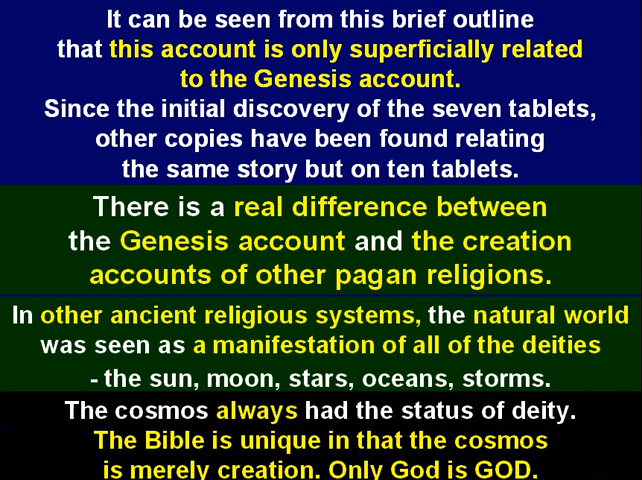 It can be seen from this brief outline
that this account is only superficially related
to the Genesis account.
Since the initial discovery of the seven tablets,
other copies have been found relating
the same story but on ten tablets.
There is a real difference between
the Genesis account and the creation
accounts of other pagan religions.
In other ancient religious systems, the natural world
was seen as a manifestation of all of the deities
- the sun, moon, stars, oceans, storms.
The cosmos always had the status of deity.
The Bible is unique in that the cosmos
is merely creation. Only God is GOD.